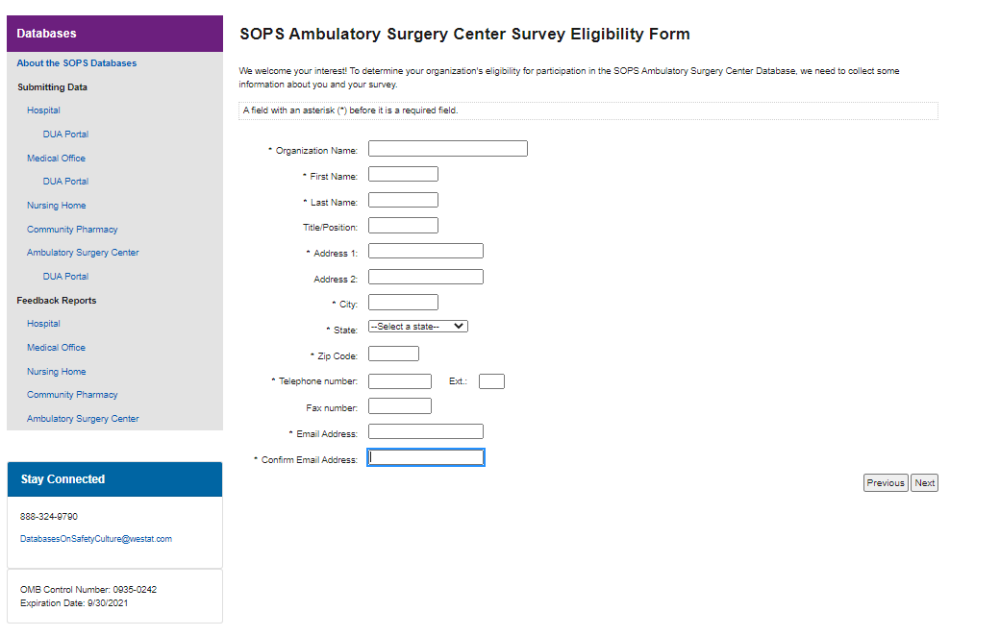 Databases
About the SOPS Databases
Submitting Data
Hospital
DUA Portal
Medical Office
DUA Portal
Nursing Home
Community Pharmacy
Ambulatory Surgery Center
DUA Portal
Feedback Reports
Hospital
Medical Office
Nursing Home
Community Pharmacy
Ambulatory Surgery Center
Stay Connected
888-324-9790
DatabasesOnSafetyCulture@westat.com
OMB Control Number: 0935-0242
Expiration Date: 9/30/2021
SOPS Ambulatory Surgery Center Survey Eligibility Form
We welcome your interest! To determine your organization's eligibility for participation in the SOPS Ambulatory Surgery Center Database, we need to collect some
information about you and your survey.
A field with an asterisk (*) before it is a required field.
* Organization Name:
* First Name:
* Last Name:
Title/Position:
* Address 1:
Address 2:
* City:
* State: --Select a state--
* Zip Code:
* Telephone number: Ext.:
Fax number:
* Email Address:
* Confirm Email Address:
Previous Next